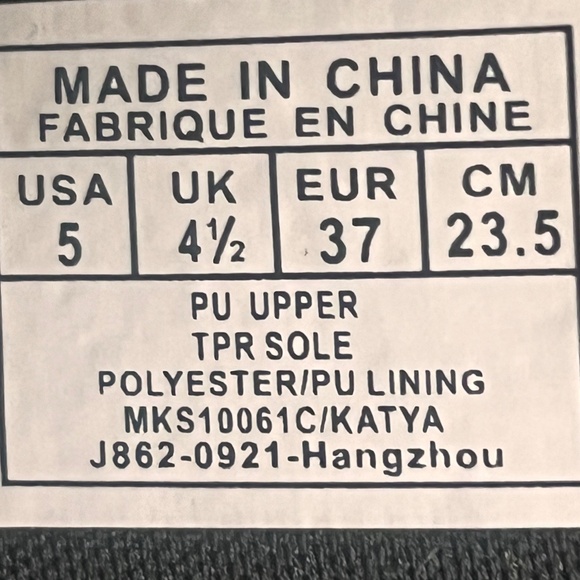 MADE IN CHINA
FABRIQUE EN CHINE
USA UK EUR CM
5 4½ 37 23.5
PU UPPER
TPR SOLE
POLYESTER/PU LINING
MKS10061C/KATYA
J862-0921-Hangzhou